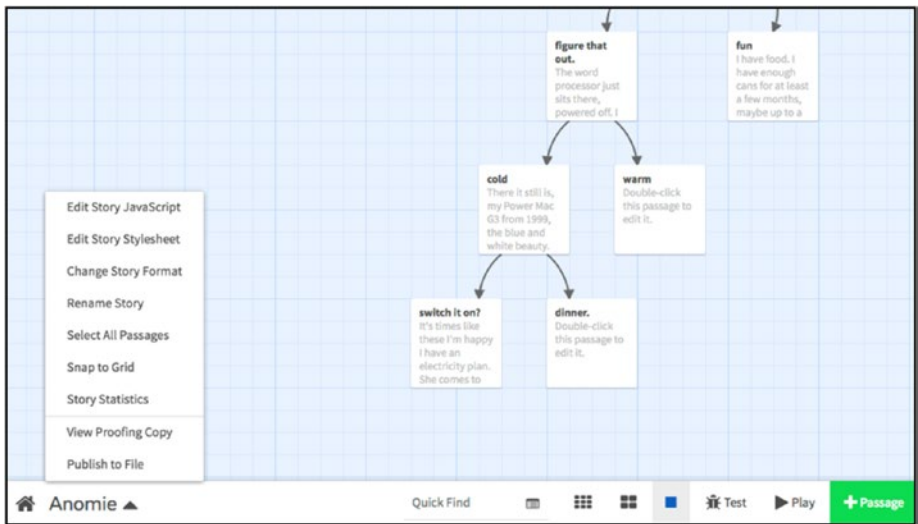 figure that
out.
The word
processor just
sits there,
powered off. I
fun
I have food. I
have enough
cans for at least
a few months,
maybe up to a
cold
There it still is,
my Power Mac
G3 from 1999,
the blue and
white beauty.
warm
Double-click
this passage to
edit it.
switch it on?
It's times like
these I'm happy
I have an
electricity plan.
She comes to
dinner.
Double-click
this passage to
edit it.
Edit Story JavaScript
Edit Story Stylesheet
Change Story Format
Rename Story
Select All Passages
Snap to Grid
Story Statistics
View Proofing Copy
Publish to File
Anomie
Quick Find
Test
Play
+Passage